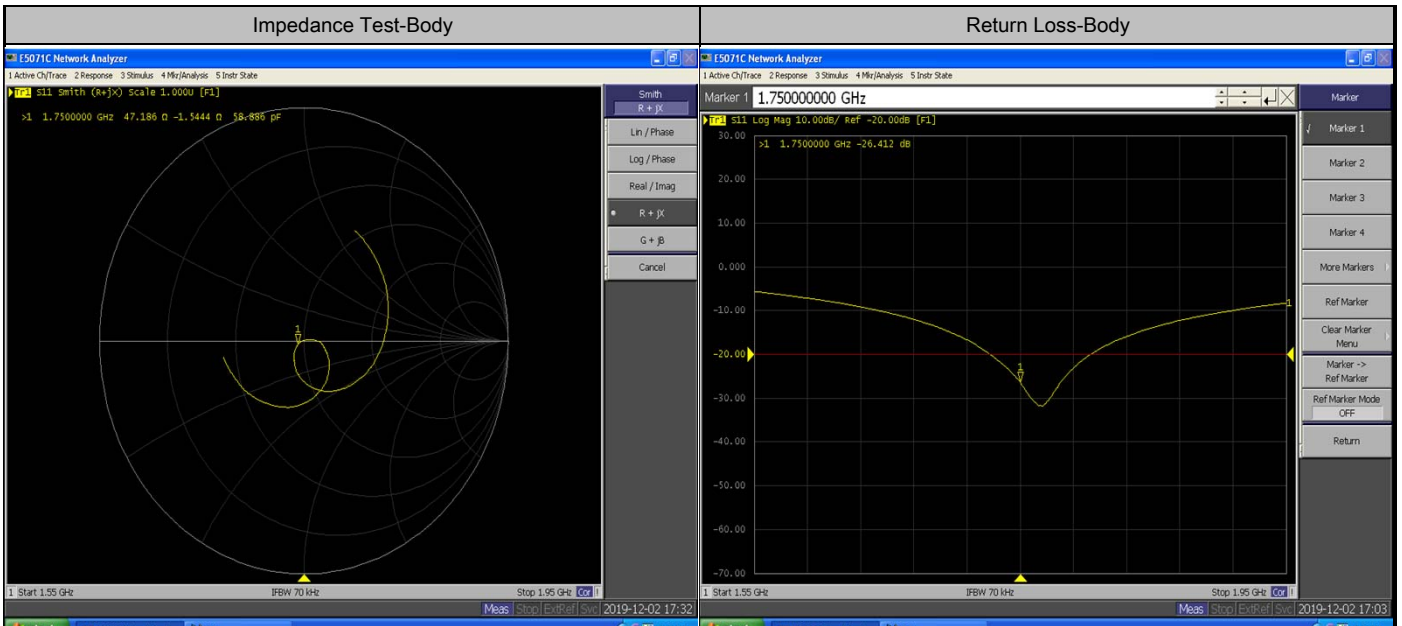 Impedance Test-Body
Return Loss-Body
E5071C Network Analyzer
1 Active Ch/Trace 2 Response 3 Stimulus 4 Mkr/Analysis 5 Instr State
Tr1 S11 Smith (R+jX) Scale 1.000U [F1]
>1 1.7500000 GHz 47.186 Ω -1.5444 Ω 58.886 pF
1
Smith
R + jX
Lin / Phase
Log / Phase
Real / Imag
R + jX
G + jB
Cancel
1 Start 1.55 GHz IFBW 70 kHz Stop 1.95 GHz Cor !
Meas Stop ExtRef Svc 2019-12-02 17:32
E5071C Network Analyzer
1 Active Ch/Trace 2 Response 3 Stimulus 4 Mkr/Analysis 5 Instr State
Marker 1 1.750000000 GHz
Tr1 S11 Log Mag 10.00dB/ Ref -20.00dB [F1]
30.00
>1 1.7500000 GHz -26.412 dB
20.00
10.00
0.000
-10.00
1
-20.00
1
-30.00
-40.00
-50.00
-60.00
-70.00
Marker
Marker 1
Marker 2
Marker 3
Marker 4
More Markers
Ref Marker
Clear Marker
Menu
Marker ->
Ref Marker
Ref Marker Mode
OFF
Return
1 Start 1.55 GHz IFBW 70 kHz Stop 1.95 GHz Cor !
Meas Stop ExtRef Svc 2019-12-02 17:03